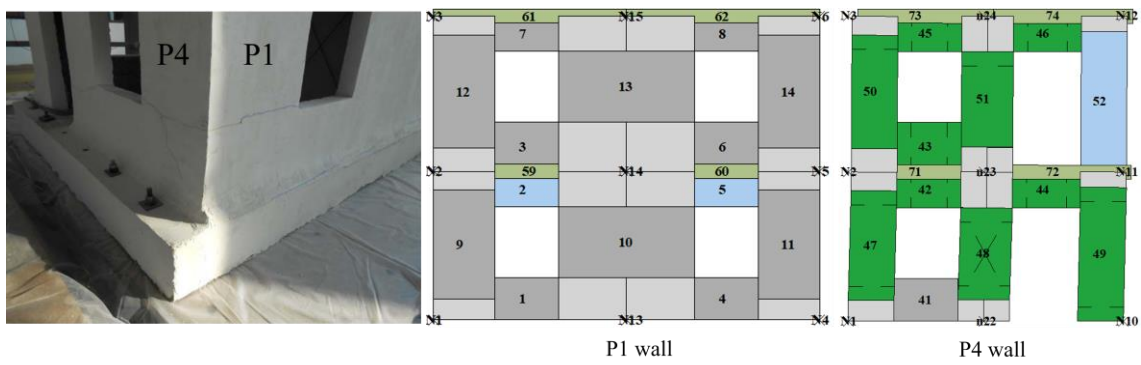 P4 P1
N3 61 N15 62 N6
7 8
12 13 14
3 6
N2 59 N14 60 N5
2 5
9 10 11
1 4
N1 N13 N4
P1 wall
N3 73 n24 74 N12
45 46
50 51 52
43
N2 71 n23 72 N11
42 44
47 48 49
41
N1 n22 N10
P4 wall